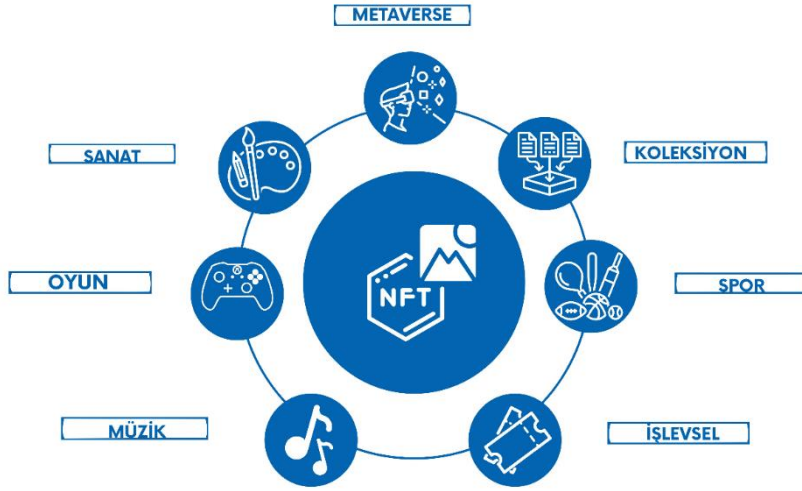 METAVERSE
SANAT
KOLEKSİYON
OYUN
NFT
SPOR
MÜZİK
İŞLEVSEL